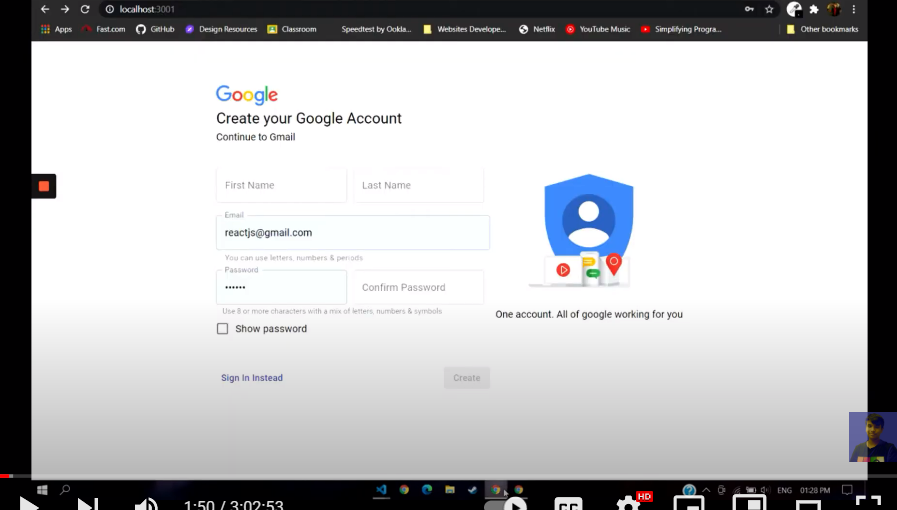 localhost:3001
Apps Fast.com GitHub Design Resources Classroom Speedtest by Ookla... Websites Develope... Netflix YouTube Music Simplifying Progra... Other bookmarks
Google
Create your Google Account
Continue to Gmail
First Name Last Name
Email
reactjs@gmail.com
You can use letters, numbers & periods
Password
•••••• Confirm Password
Use 8 or more characters with a mix of letters, numbers & symbols
Show password
One account. All of google working for you
Sign In Instead Create
ENG 01:28 PM
1:50 / 3:02:53 CC HD